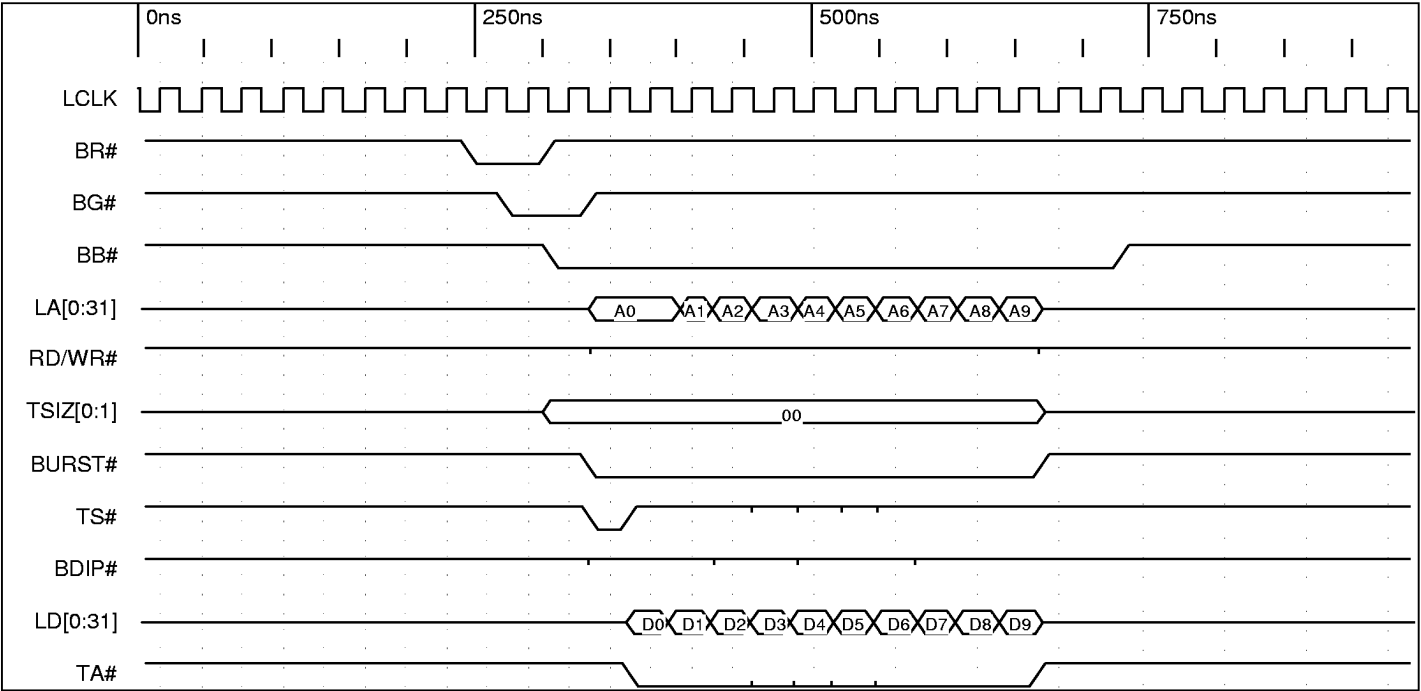 0ns 250ns 500ns 750ns
LCLK
BR#
BG#
BB#
LA[0:31] A0 A1 A2 A3 A4 A5 A6 A7 A8 A9
RD/WR#
TSIZ[0:1] 00
BURST#
TS#
BDIP#
LD[0:31] D0 D1 D2 D3 D4 D5 D6 D7 D8 D9
TA#